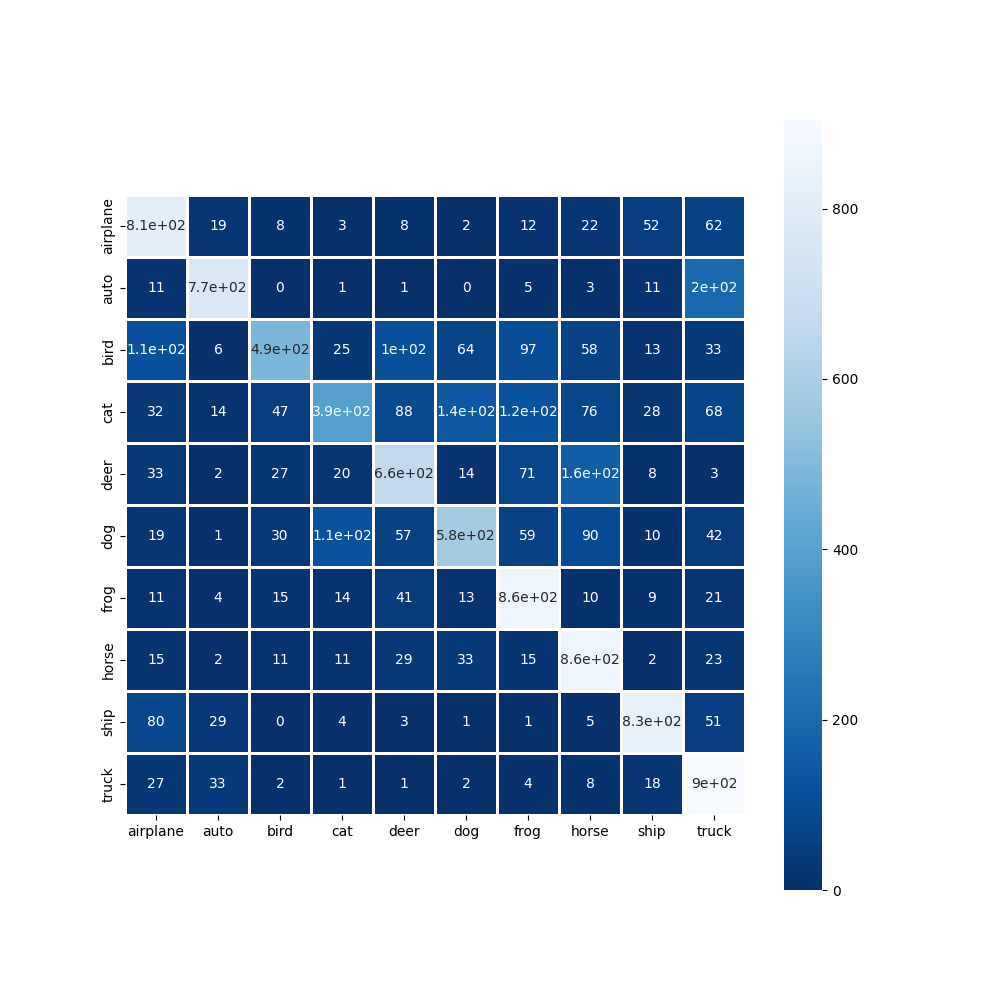 airplane 8.1e+02 19 8 3 8 2 12 22 52 62
auto 11 7.7e+02 0 1 1 0 5 3 11 2e+02
bird 1.1e+02 6 4.9e+02 25 1e+02 64 97 58 13 33
cat 32 14 47 3.9e+02 88 1.4e+02 1.2e+02 76 28 68
deer 33 2 27 20 6.6e+02 14 71 1.6e+02 8 3
dog 19 1 30 1.1e+02 57 5.8e+02 59 90 10 42
frog 11 4 15 14 41 13 8.6e+02 10 9 21
horse 15 2 11 11 29 33 15 8.6e+02 2 23
ship 80 29 0 4 3 1 1 5 8.3e+02 51
truck 27 33 2 1 1 2 4 8 18 9e+02
airplane auto bird cat deer dog frog horse ship truck
800
600
400
200
0